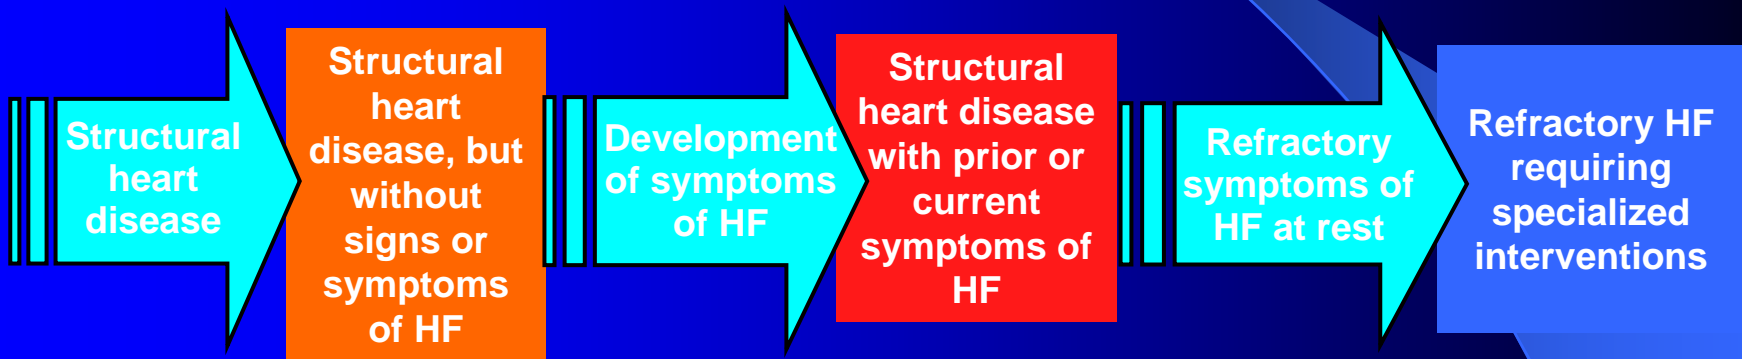 Structural
heart
disease
Structural
heart
disease, but
without
signs or
symptoms
of HF
Development
of symptoms
of HF
Structural
heart disease
with prior or
current
symptoms of
HF
Refractory
symptoms of
HF at rest
Refractory HF
requiring
specialized
interventions